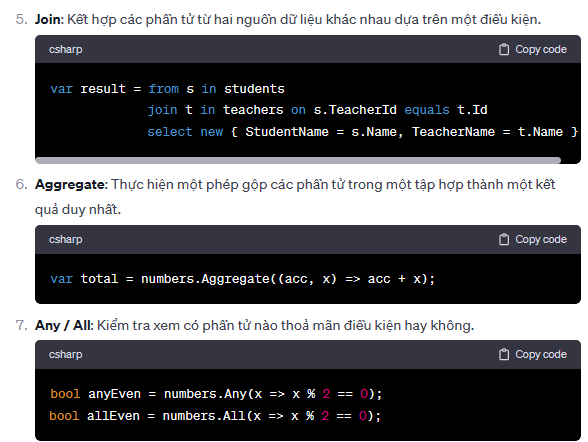 5. Join: Kết hợp các phần tử từ hai nguồn dữ liệu khác nhau dựa trên một điều kiện.
csharp Copy code
var result = from s in students
join t in teachers on s.TeacherId equals t.Id
select new { StudentName = s.Name, TeacherName = t.Name }
6. Aggregate: Thực hiện một phép gộp các phần tử trong một tập hợp thành một kết
quả duy nhất.
csharp Copy code
var total = numbers.Aggregate((acc, x) => acc + x);
7. Any / All: Kiểm tra xem có phần tử nào thoả mãn điều kiện hay không.
csharp Copy code
bool anyEven = numbers.Any(x => x % 2 == 0);
bool allEven = numbers.All(x => x % 2 == 0);